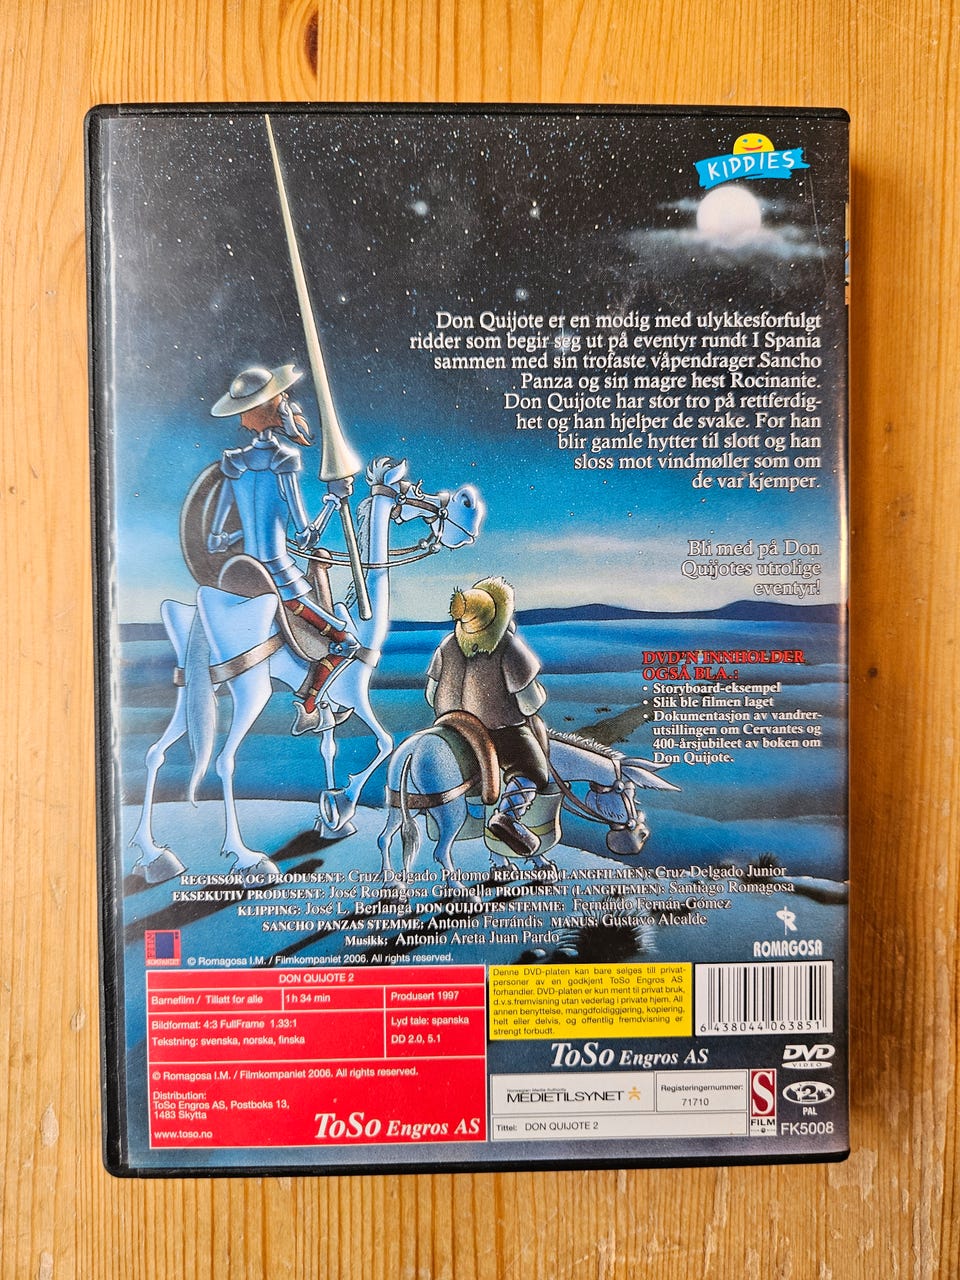 KIDDIES
Don Quijote er en modig med ulykkesforfulgt
ridder som begir seg ut på eventyr rundt I Spania
sammen med sin trofaste våpendrager Sancho
Panza og sin magre hest Rocinante.
Don Quijote har stor tro på rettferdig-
het og han hjelper de svake. For han
blir gamle hytter til slott og han
sloss mot vindmøller som om
de var kjemper.
Bli med på Don
Quijotes utrolige
eventyr!
DVD'N INNHOLDER
OGSÅ BLA.:
• Storyboard-eksempel
• Slik ble filmen laget
• Dokumentasjon av vandrer-
utsillingen om Cervantes og
400-årsjubileet av boken om
Don Quijote.
REGISSØR OG PRODUSENT: Cruz Delgado Palomo REGISSØR (LANGFILMEN): Cruz Delgado Junior
EKSEKUTIV PRODUSENT: José Romagosa Gironella PRODUSENT (LANGFILMEN): Santiago Romagosa
KLIPPING: José L. Berlanga DON QUIJOTES STEMME: Fernando Fernán-Gómez
SANCHO PANZAS STEMME: Antonio Ferrándis MANUS: Gustavo Alcalde
Musikk: Antonio Areta Juan Pardo
ROMAGOSA
KOMPANIET
© Romagosa I.M. / Filmkompaniet 2006. All rights reserved.
DON QUIJOTE 2
Barnefilm / Tillatt for alle
1h 34 min
Produsert 1997
Bildformat: 4:3 FullFrame 1.33:1
Tekstning: svenska, norska, finska
Lyd tale: spanska
DD 2.0, 5.1
© Romagosa I.M. / Filmkompaniet 2006. All rights reserved.
Distribution:
ToSo Engros AS, Postboks 13,
1483 Skytta
www.toso.no
ToSo Engros AS
Denne DVD-platen kan bare selges till privat-
personer av en godkjent ToSo Engros AS
forhandler. DVD-platen er kun ment til privat bruk,
d.v.s.fremvisning utan vederlag i private hjem. All
annen benyttelse, mangdfoldiggjøring, kopiering,
helt eller delvis, og offentlig fremdvisning er
strengt forbudt.
6 438044 063851
ToSo Engros AS
DVD
VIDEO
Norwegian Media Authority
MEDIETILSYNET
Registeringernummer:
71710
Tittel: DON QUIJOTE 2
S
FILM
2
PAL
FK5008